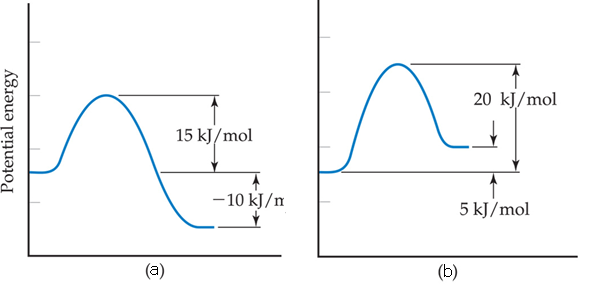 Potential energy
15 kJ/mol
−10 kJ/n
(a)
20 kJ/mol
5 kJ/mol
(b)